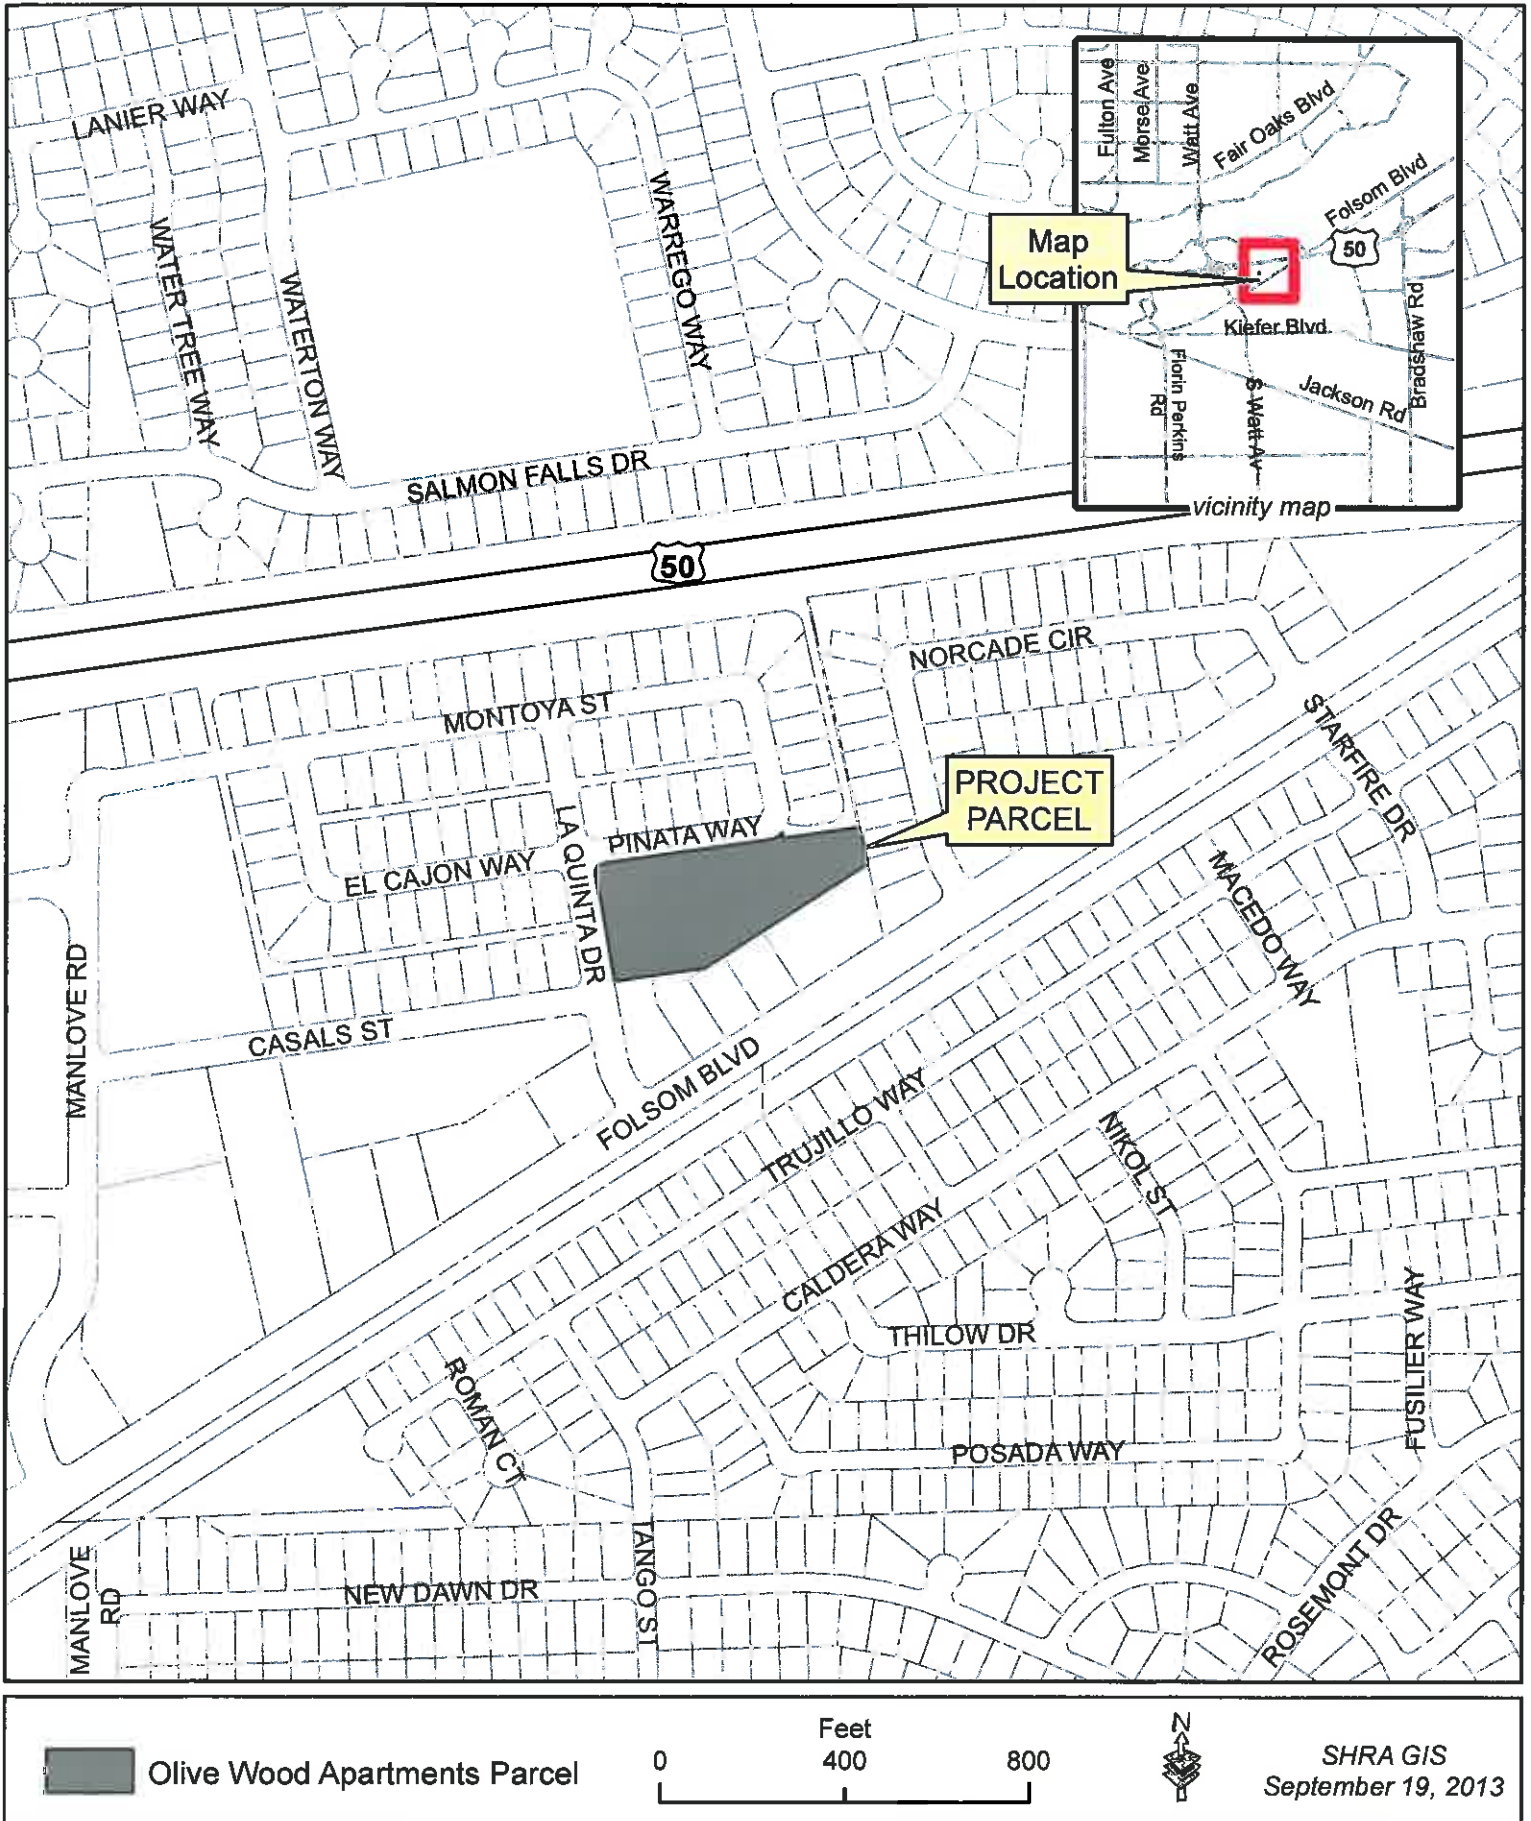 LANIER WAY
WATER TREE WAY
WATERTON WAY
WARREGO WAY
SALMON FALLS DR
Fulton Ave
Morse Ave
Watt Ave
Fair Oaks Blvd
Folsom Blvd
50
Map
Location
Kiefer Blvd
Bradshaw Rd
Florin Perkins
Rd
S Watt Av
Jackson Rd
vicinity map
50
NORCADE CIR
MONTOYA ST
STARFIRE DR
PROJECT
PARCEL
LA QUINTA DR
PINATA WAY
EL CAJON WAY
MACEDO WAY
MANLOVE RD
CASALS ST
FOLSOM BLVD
TRUJILLO WAY
NIKOL ST
CALDERA WAY
THILOW DR
FUSILIER WAY
ROMAN CT
POSADA WAY
ROSEMONT DR
MANLOVE
RD
NEW DAWN DR
TANGO ST
Olive Wood Apartments Parcel
Feet
0 400 800
N
SHRA GIS
September 19, 2013